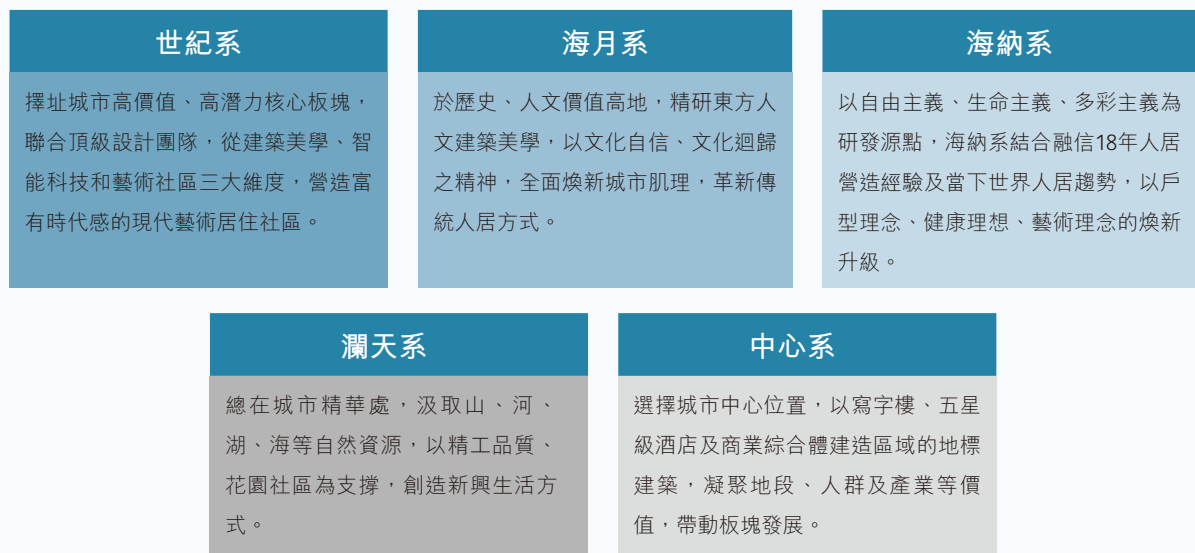 世紀系
擇址城市高價值、高潛力核心板塊，
聯合頂級設計團隊，從建築美學、智
能科技和藝術社區三大維度，營造富
有時代感的現代藝術居住社區。
海月系
於歷史、人文價值高地，精研東方人
文建築美學，以文化自信、文化迴歸
之精神，全面煥新城市肌理，革新傳
統人居方式。
海納系
以自由主義、生命主義、多彩主義為
研發源點，海納系結合融信18年人居
營造經驗及當下世界人居趨勢，以戶
型理念、健康理想、藝術理念的煥新
升級。
瀾天系
總在城市精華處，汲取山、河、
湖、海等自然資源，以精工品質、
花園社區為支撐，創造新興生活方
式。
中心系
選擇城市中心位置，以寫字樓、五星
級酒店及商業綜合體建造區域的地標
建築，凝聚地段、人群及產業等價
值，帶動板塊發展。